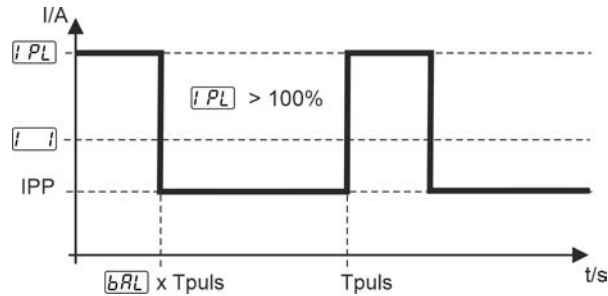 I/A
IPL
IPL > 100%
I 1
IPP
t/s
bAL x Tpuls
Tpuls